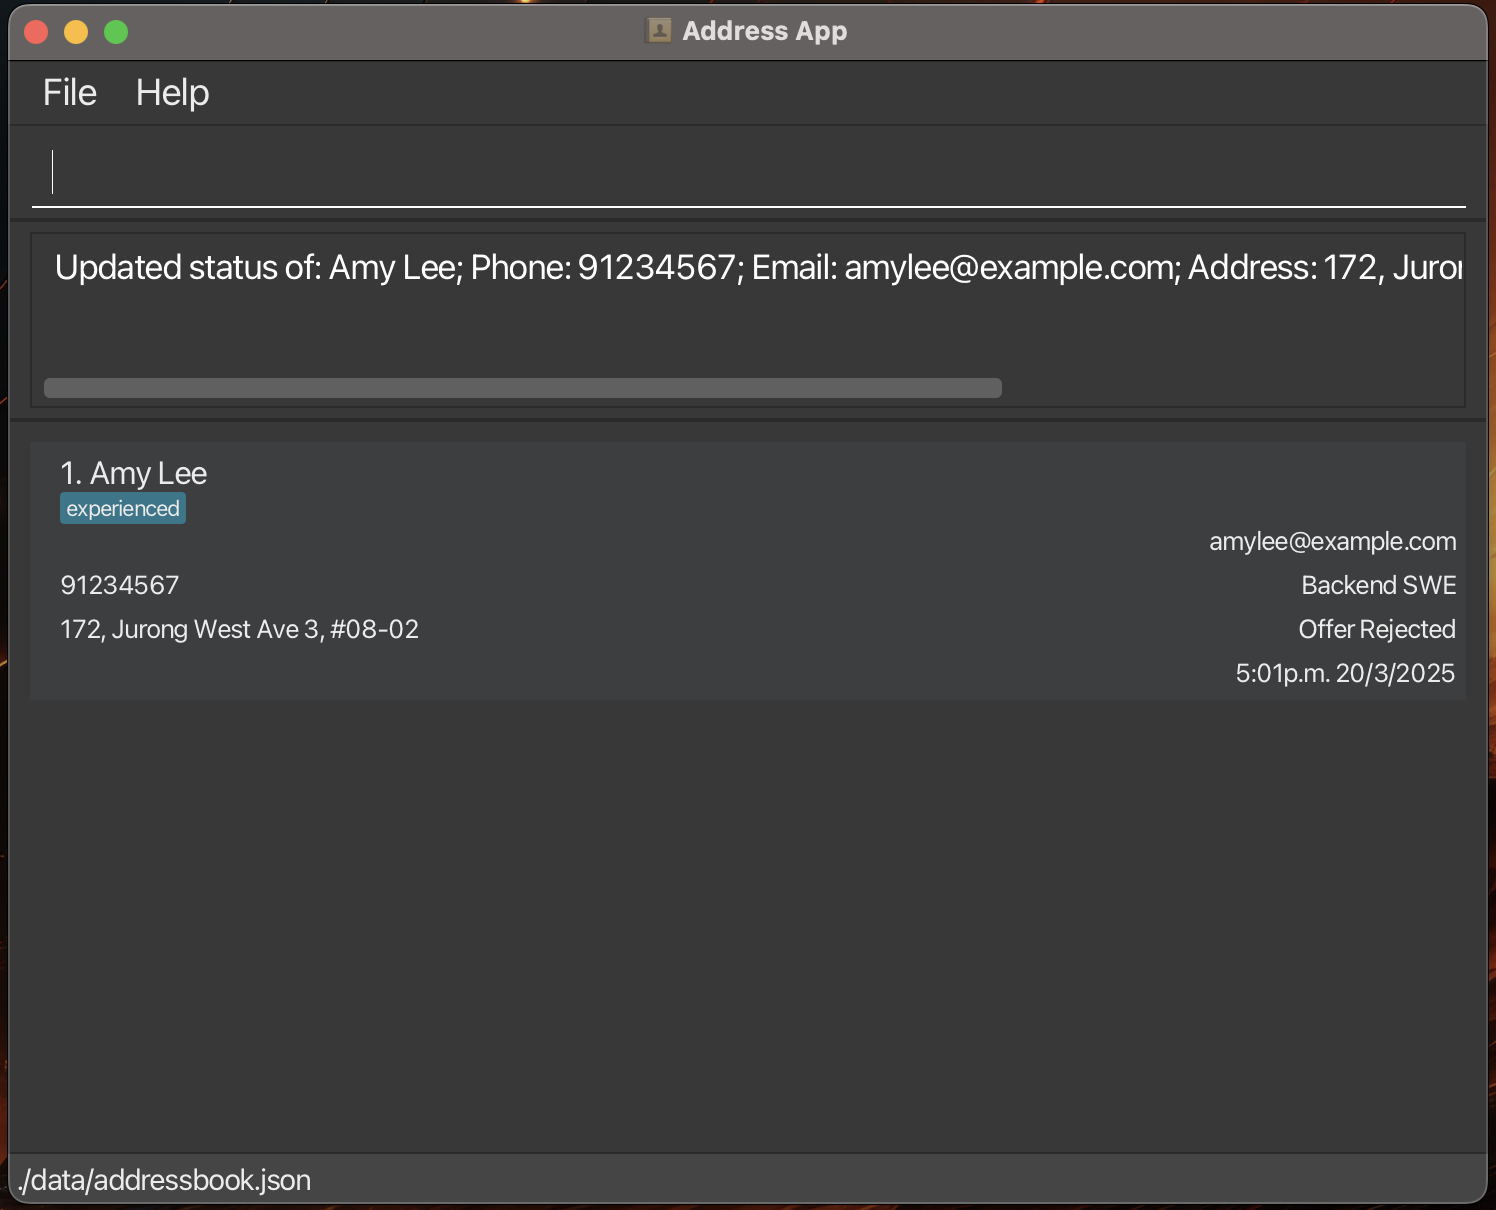 Address App
File Help
Updated status of: Amy Lee; Phone: 91234567; Email: amylee@example.com; Address: 172, Juror
1. Amy Lee
experienced
amylee@example.com
91234567
Backend SWE
172, Jurong West Ave 3, #08-02
Offer Rejected
5:01p.m. 20/3/2025
./data/addressbook.json